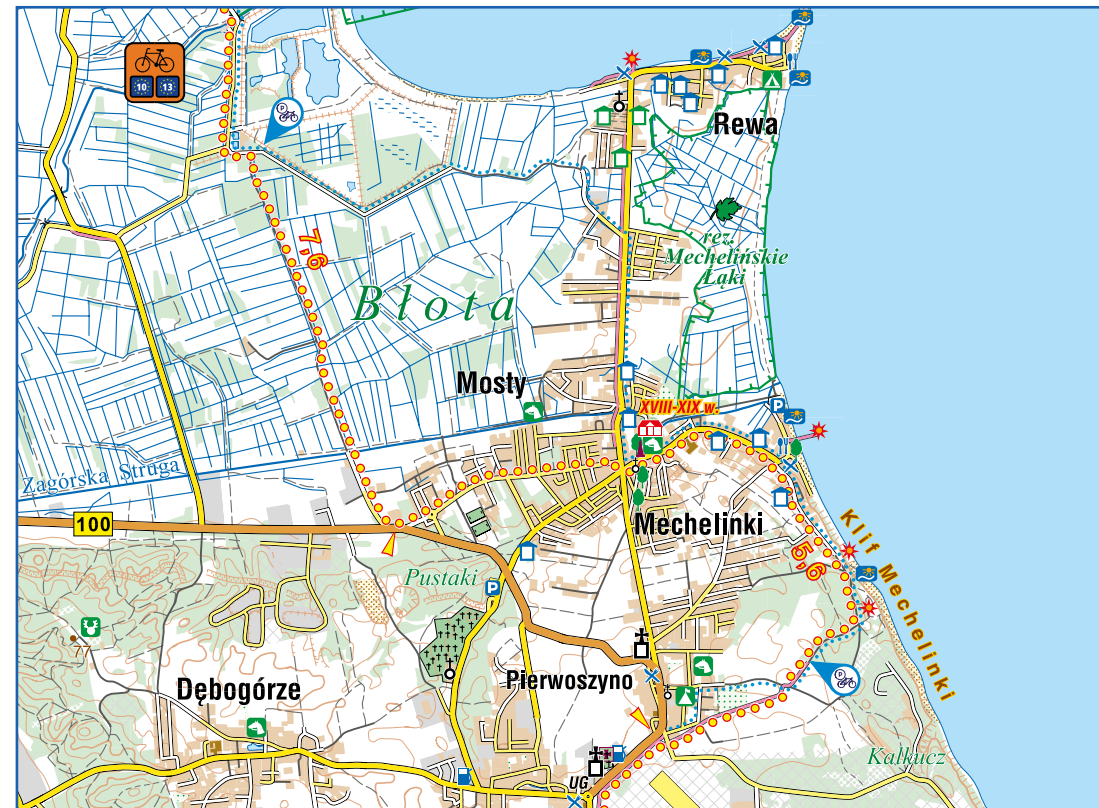 10 13
P
Rewa
rez.
Mechelińskie
Łąki
7,6
Błota
Mosty
XVIII-XIX w.
P
Zagórska Struga
100
Mechelinki
Klif Mechelinki
5,6
Pustaki
P
77
Dębogórze
Pierwoszyno
P
Kalkucz
UG